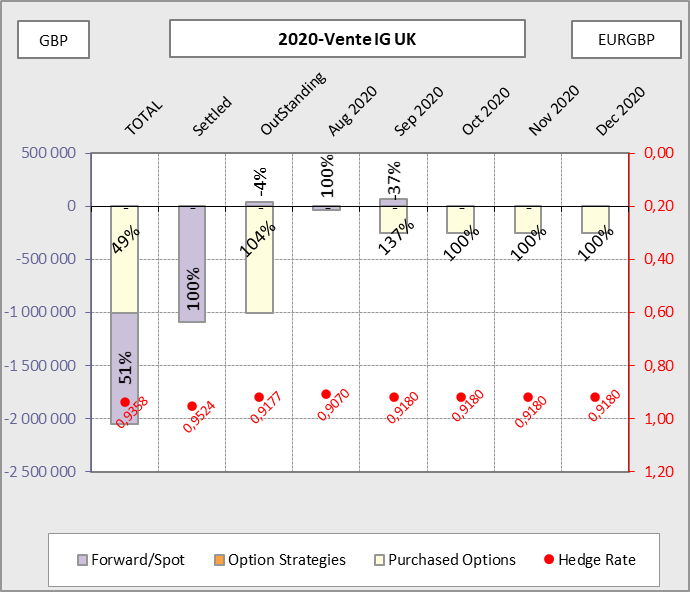 GBP
2020-Vente IG UK
EURGBP
TOTAL
Settled
OutStanding
Aug 2020
Sep 2020
Oct 2020
Nov 2020
Dec 2020
500 000
0
-500 000
-1 000 000
-1 500 000
-2 000 000
-2 500 000
0,00
0,20
0,40
0,60
0,80
1,00
1,20
49%
51%
100%
-4%
104%
100%
-37%
137%
100%
100%
100%
0,9358
0,9524
0,9177
0,9070
0,9180
0,9180
0,9180
0,9180
Forward/Spot
Option Strategies
Purchased Options
Hedge Rate